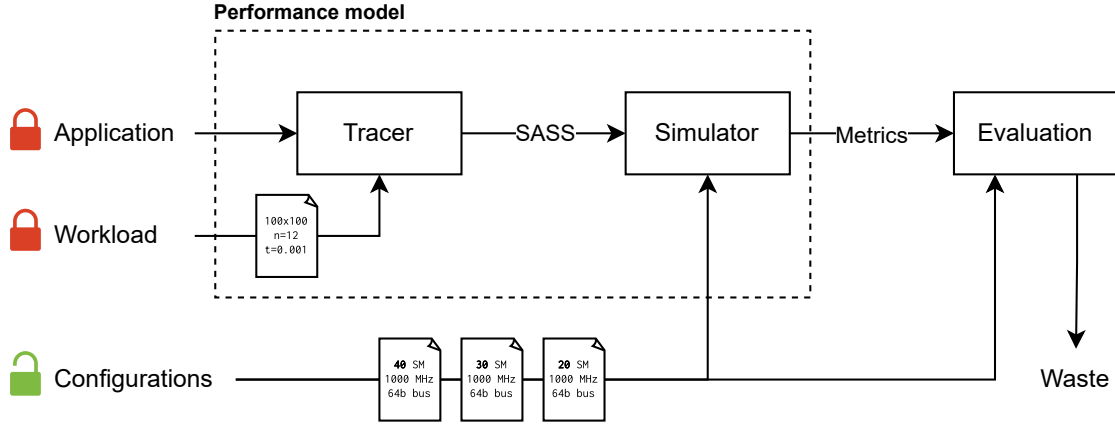 Performance model
Application
Tracer
SASS
Simulator
Metrics
Evaluation
Workload
100x100
n=12
t=0.001
Configurations
40 SM
1000 MHz
64b bus
30 SM
1000 MHz
64b bus
20 SM
1000 MHz
64b bus
Waste